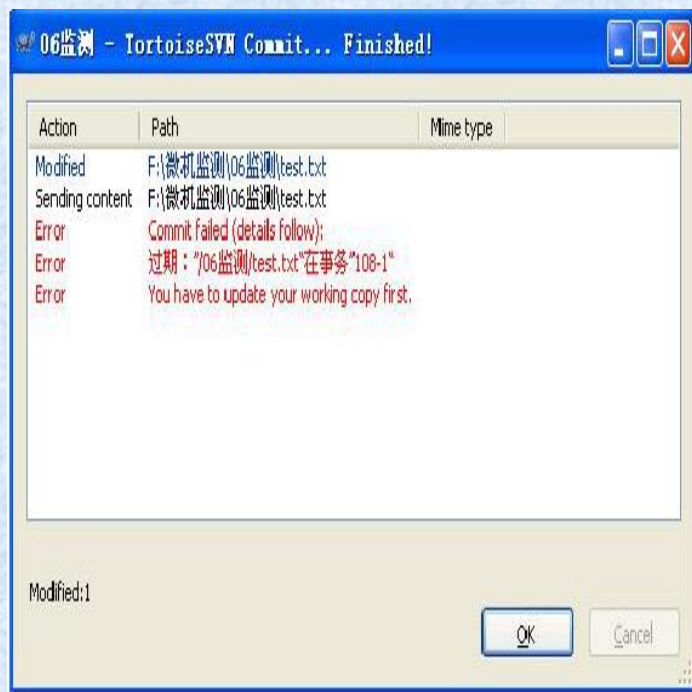 06监测 - TortoiseSVN Commit... Finished!
Action Path Mime type
Modified F:\微机监测\06监测\test.txt
Sending content F:\微机监测\06监测\test.txt
Error Commit failed (details follow):
Error 过期：”/06监测/test.txt“在事务”108-1“
Error You have to update your working copy first.
Modified:1
OK Cancel